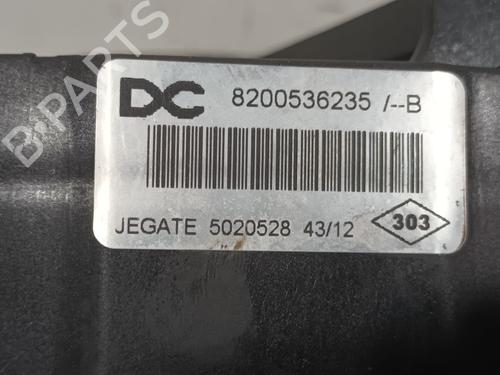 B-PARTS
DC 8200536235 /--B
JEGATE 5020528 43/12 303